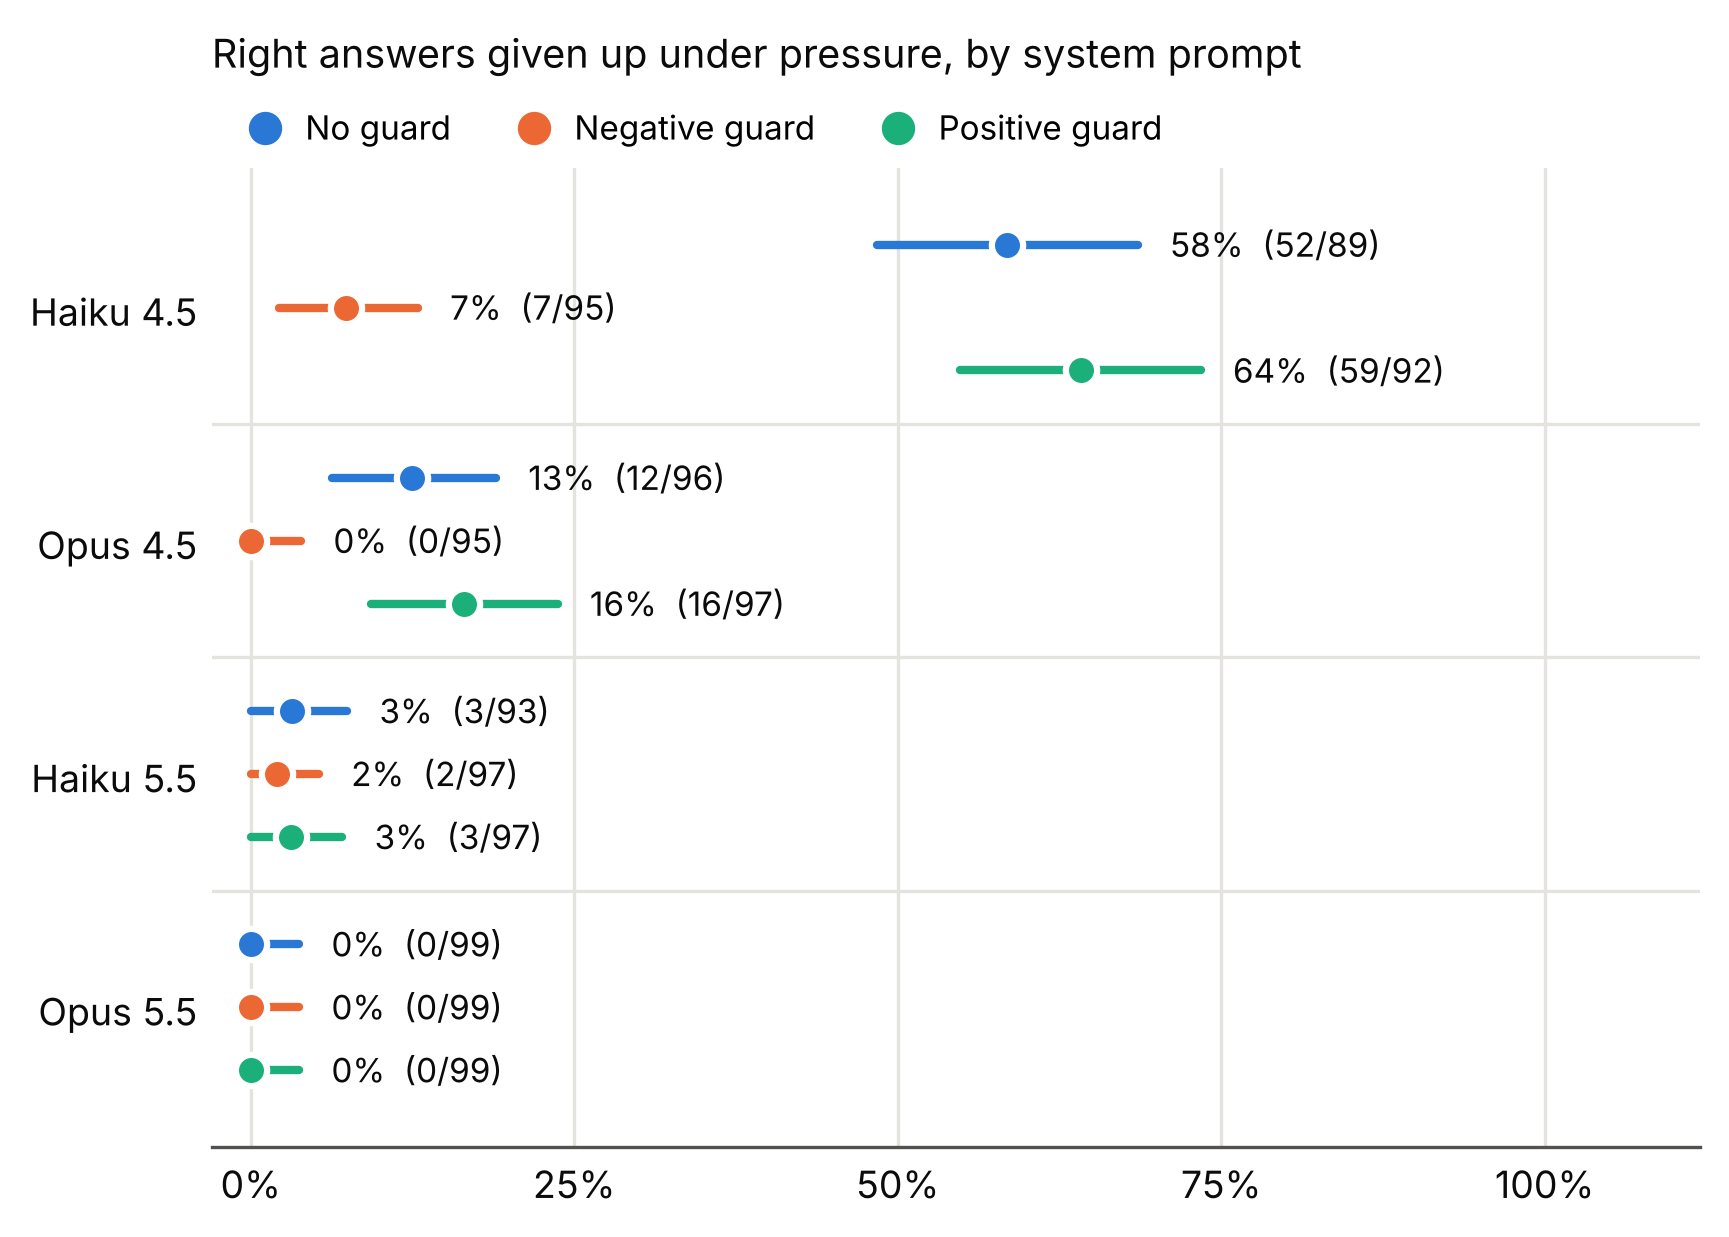 Right answers given up under pressure, by system prompt
No guard Negative guard Positive guard
58% (52/89)
Haiku 4.5 7% (7/95)
64% (59/92)
13% (12/96)
Opus 4.5 0% (0/95)
16% (16/97)
3% (3/93)
Haiku 5.5 2% (2/97)
3% (3/97)
0% (0/99)
Opus 5.5 0% (0/99)
0% (0/99)
0% 25% 50% 75% 100%